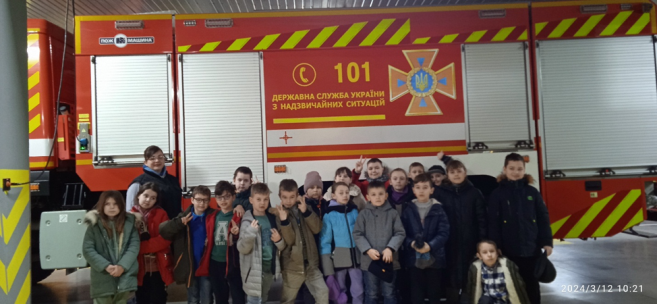 ПОЖ МАШИНА
101
ДЕРЖАВНА СЛУЖБА УКРАЇНИ
З НАДЗВИЧАЙНИХ СИТУАЦІЙ
2024/3/12 10:21